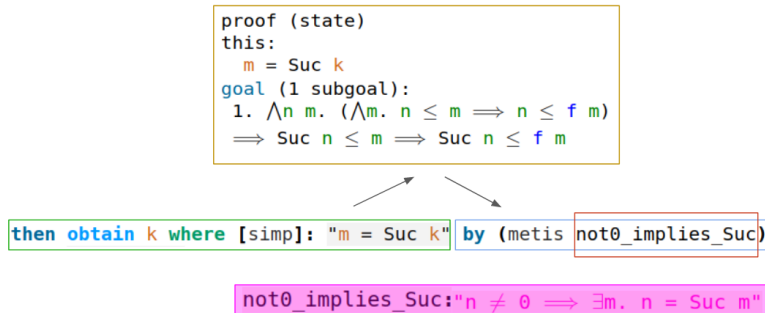 proof (state)
this:
m = Suc k
goal (1 subgoal):
1. ⋀n m. (⋀m. n ≤ m ⟹ n ≤ f m)
⟹ Suc n ≤ m ⟹ Suc n ≤ f m
then obtain k where [simp]: "m = Suc k" by (metis not0_implies_Suc)
not0_implies_Suc:"n ≠ 0 ⟹ ∃m. n = Suc m"